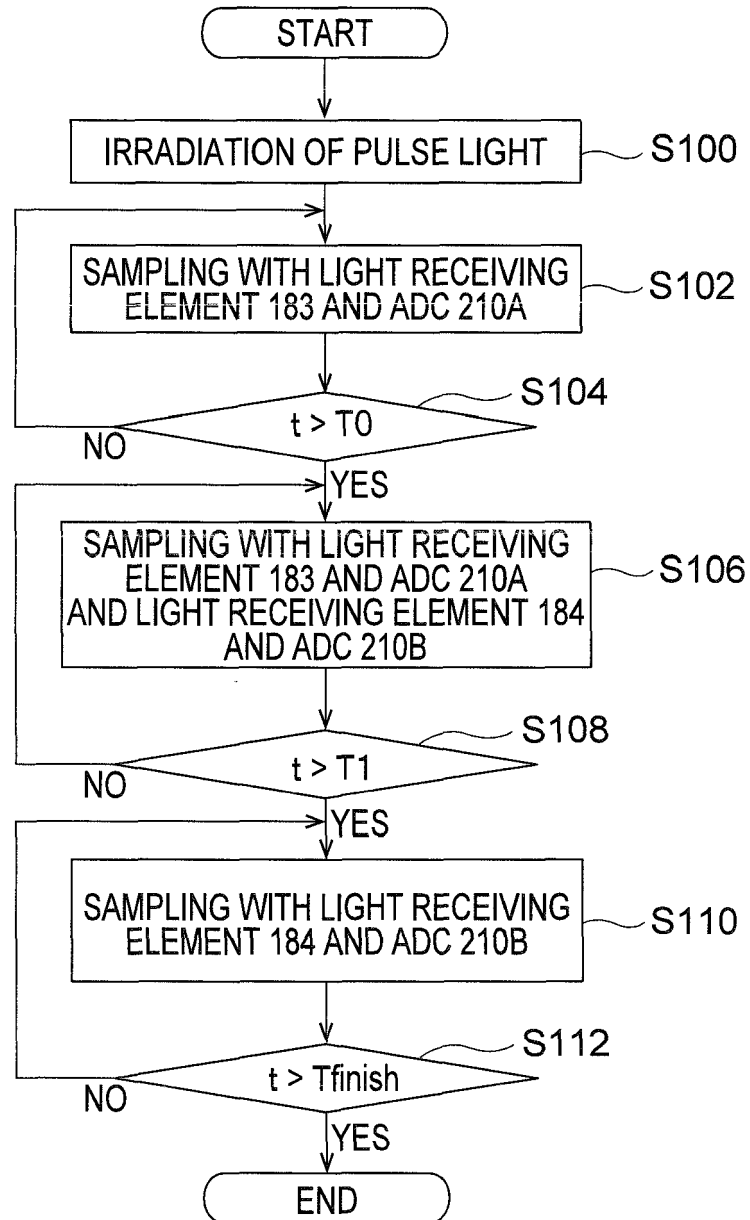 START
IRRADIATION OF PULSE LIGHT
S100
SAMPLING WITH LIGHT RECEIVING
ELEMENT 183 AND ADC 210A
S102
S104
t > T0
NO
YES
SAMPLING WITH LIGHT RECEIVING
ELEMENT 183 AND ADC 210A
AND LIGHT RECEIVING ELEMENT 184
AND ADC 210B
S106
S108
t > T1
NO
YES
SAMPLING WITH LIGHT RECEIVING
ELEMENT 184 AND ADC 210B
S110
S112
t > Tfinish
NO
YES
END